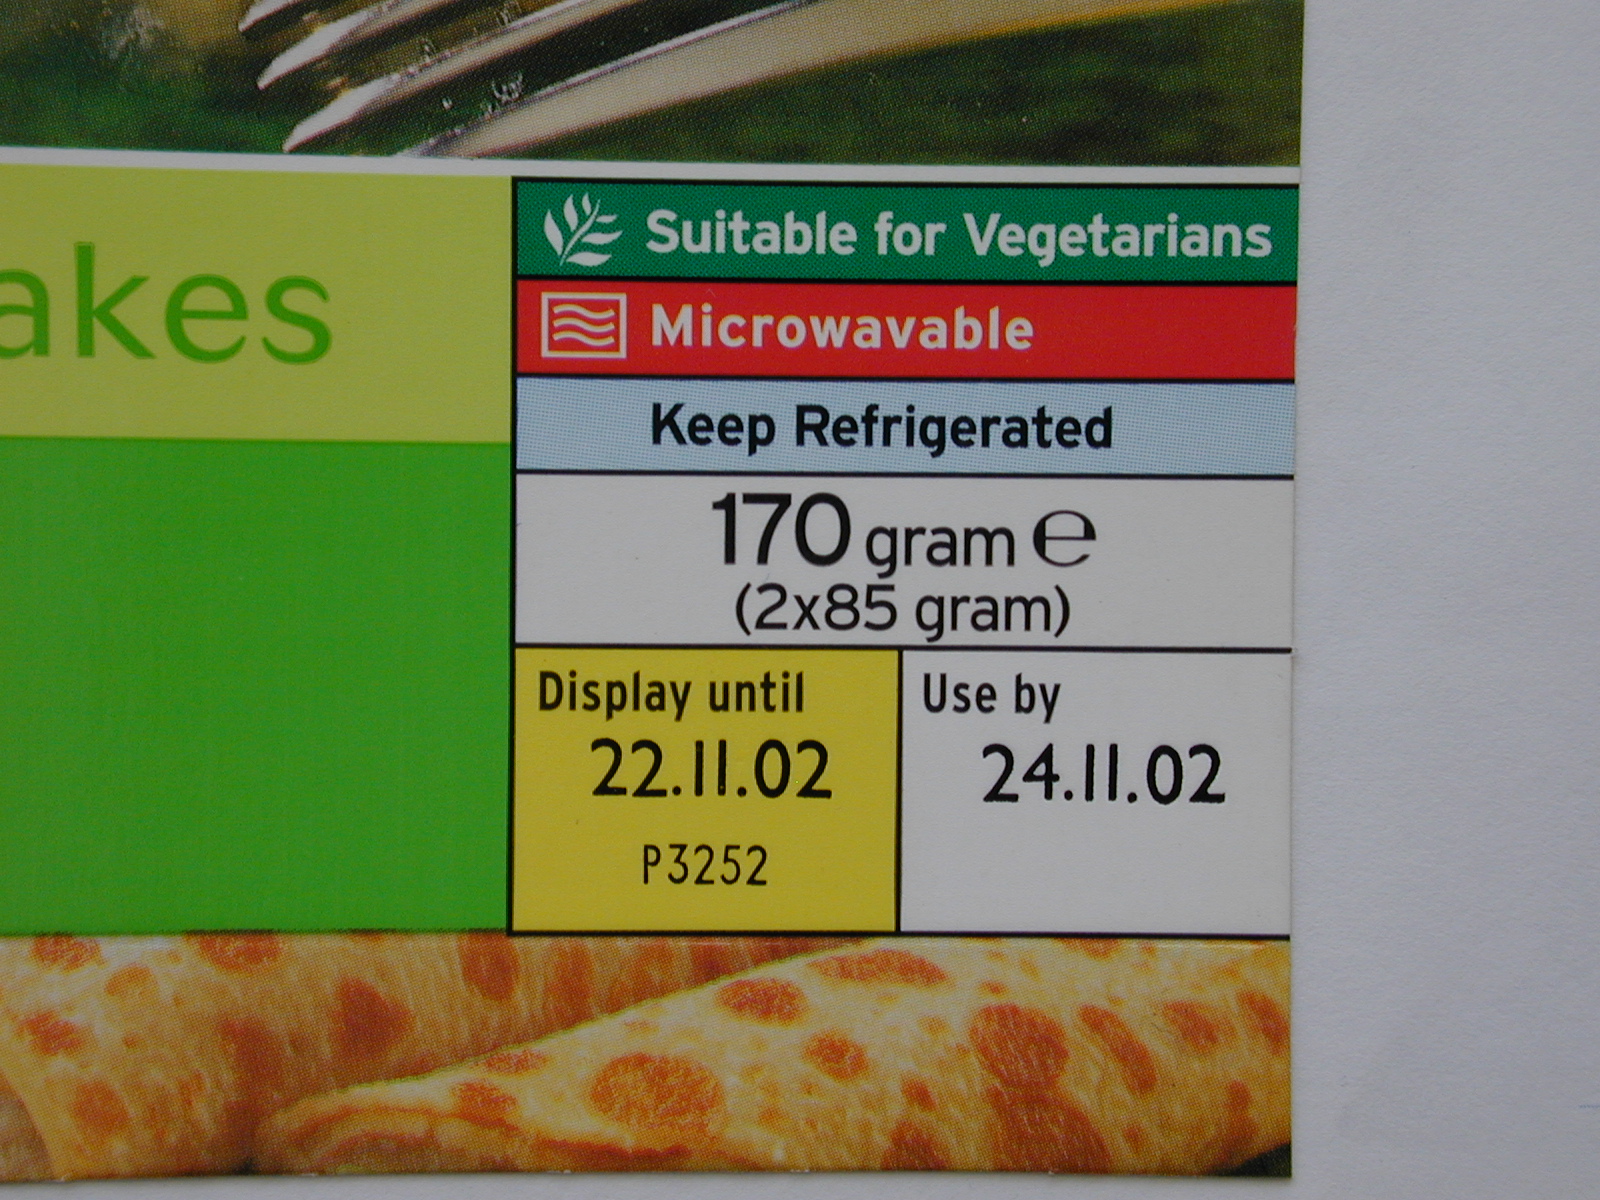 akes
Suitable for Vegetarians
Microwavable
Keep Refrigerated
170 gram ℮
(2x85 gram)
Display until
22.11.02
P3252
Use by
24.11.02